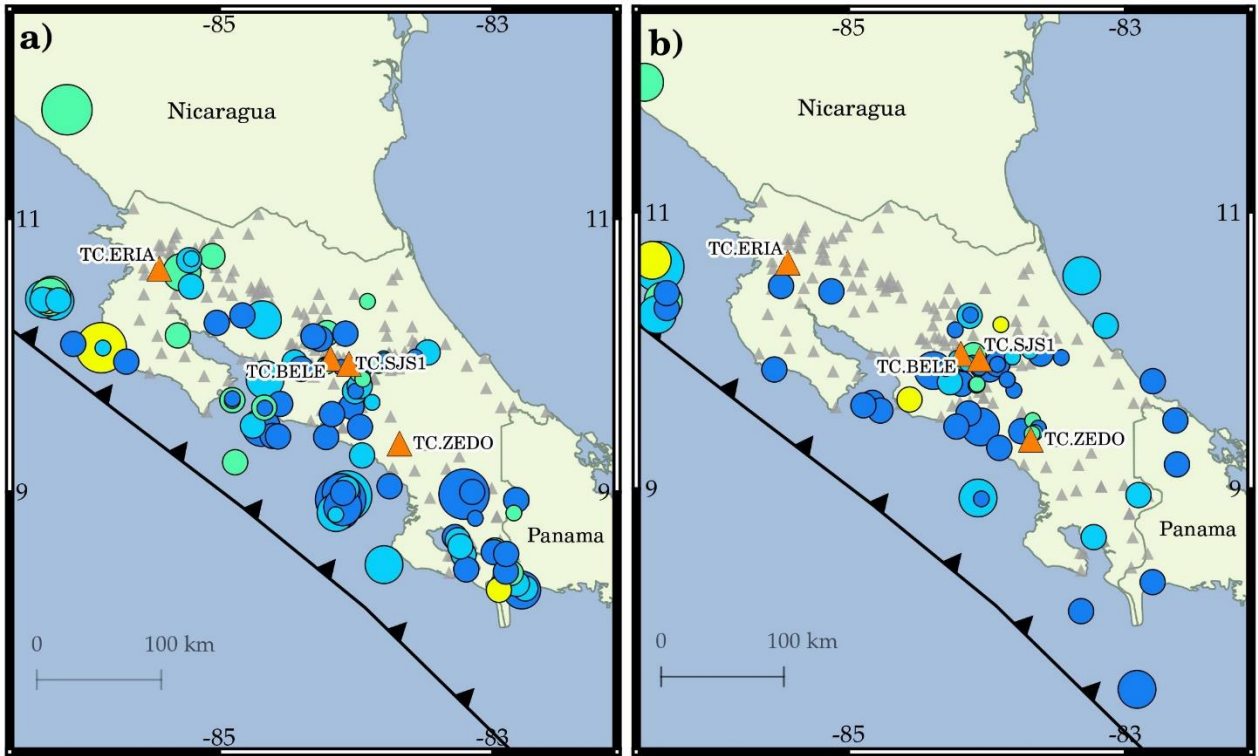 a)
-85
-83
Nicaragua
11
11
TC.ERIA
TC.SJS1
TC.BELE
TC.ZEDO
9
9
Panama
0
100 km
-85
-83
b)
-85
-83
Nicaragua
11
11
TC.ERIA
TC.SJS1
TC.BELE
TC.ZEDO
9
9
Panama
0
100 km
-85
-83